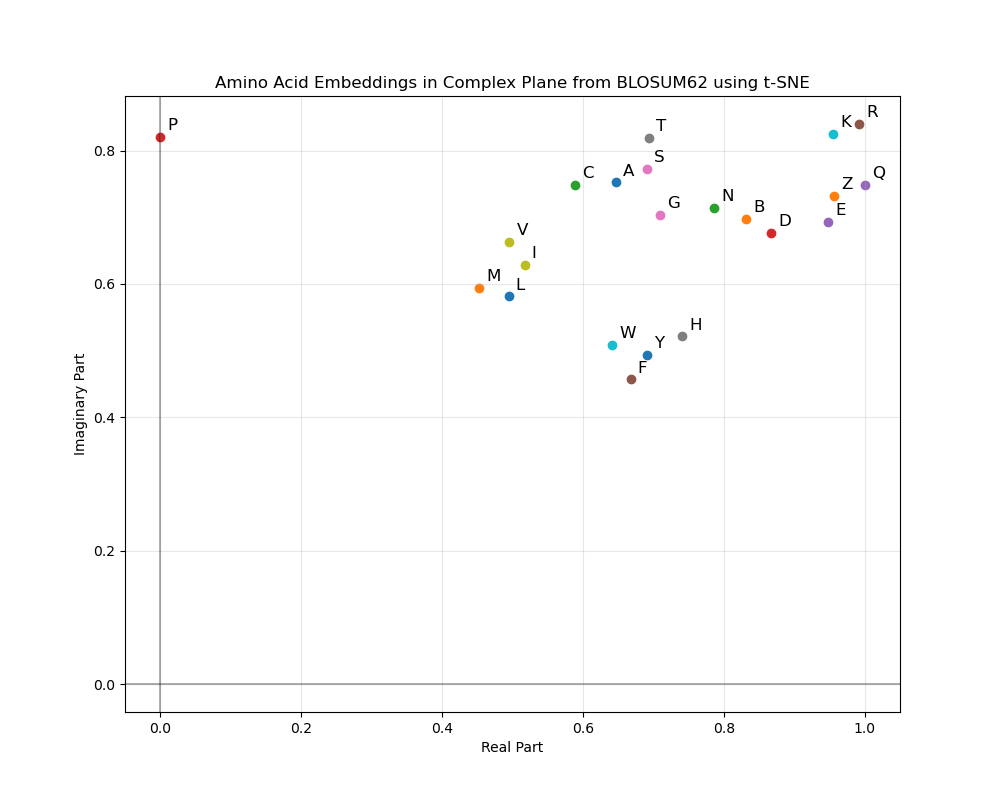 Amino Acid Embeddings in Complex Plane from BLOSUM62 using t-SNE
P
T
K
R
S
C
A
Z
Q
G
N
B
E
D
V
I
M
L
W
H
Y
F
0.8
0.6
0.4
0.2
0.0
Imaginary Part
0.0
0.2
0.4
0.6
0.8
1.0
Real Part